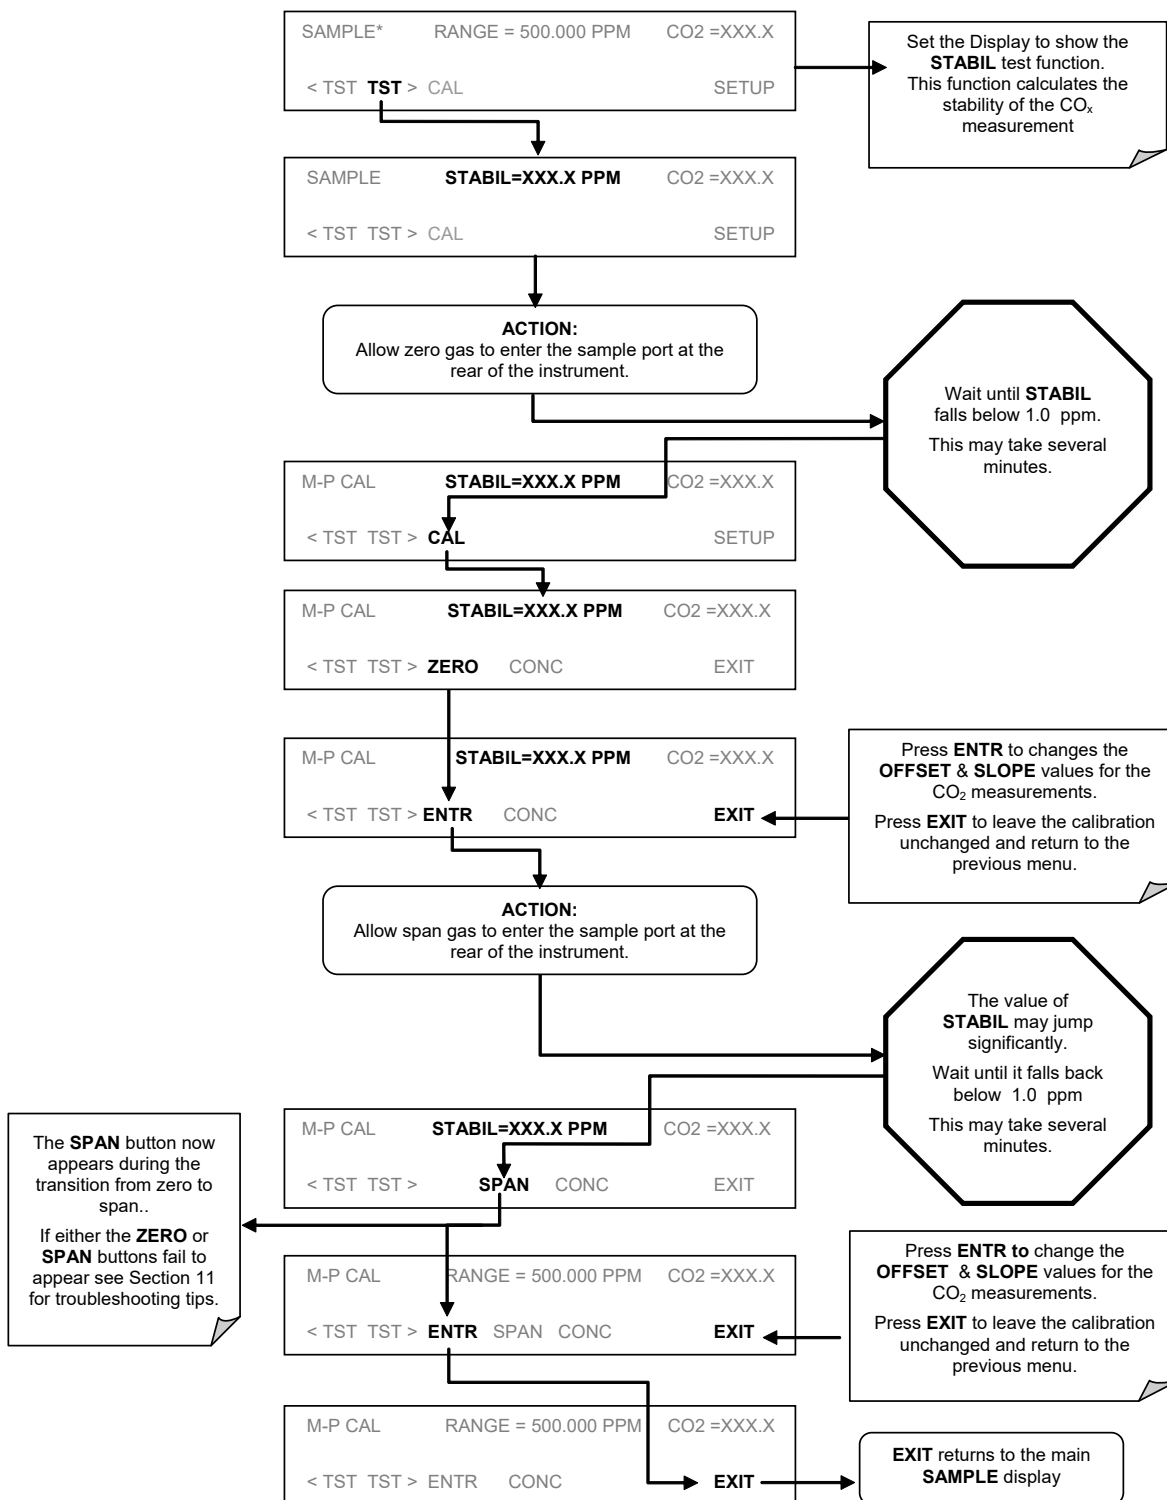 SAMPLE* RANGE = 500.000 PPM CO2 =XXX.X
< TST TST > CAL SETUP
Set the Display to show the
STABIL test function.
This function calculates the
stability of the COx
measurement
SAMPLE STABIL=XXX.X PPM CO2 =XXX.X
< TST TST > CAL SETUP
ACTION:
Allow zero gas to enter the sample port at the
rear of the instrument.
Wait until STABIL
falls below 1.0 ppm.
This may take several
minutes.
M-P CAL STABIL=XXX.X PPM CO2 =XXX.X
< TST TST > CAL SETUP
M-P CAL STABIL=XXX.X PPM CO2 =XXX.X
< TST TST > ZERO CONC EXIT
M-P CAL STABIL=XXX.X PPM CO2 =XXX.X
< TST TST > ENTR CONC EXIT
Press ENTR to changes the
OFFSET & SLOPE values for the
CO2 measurements.
Press EXIT to leave the calibration
unchanged and return to the
previous menu.
ACTION:
Allow span gas to enter the sample port at the
rear of the instrument.
The value of
STABIL may jump
significantly.
Wait until it falls back
below 1.0 ppm
This may take several
minutes.
M-P CAL STABIL=XXX.X PPM CO2 =XXX.X
< TST TST > SPAN CONC EXIT
The SPAN button now
appears during the
transition from zero to
span..
If either the ZERO or
SPAN buttons fail to
appear see Section 11
for troubleshooting tips.
M-P CAL RANGE = 500.000 PPM CO2 =XXX.X
< TST TST > ENTR SPAN CONC EXIT
Press ENTR to change the
OFFSET & SLOPE values for the
CO2 measurements.
Press EXIT to leave the calibration
unchanged and return to the
previous menu.
M-P CAL RANGE = 500.000 PPM CO2 =XXX.X
< TST TST > ENTR CONC EXIT
EXIT returns to the main
SAMPLE display